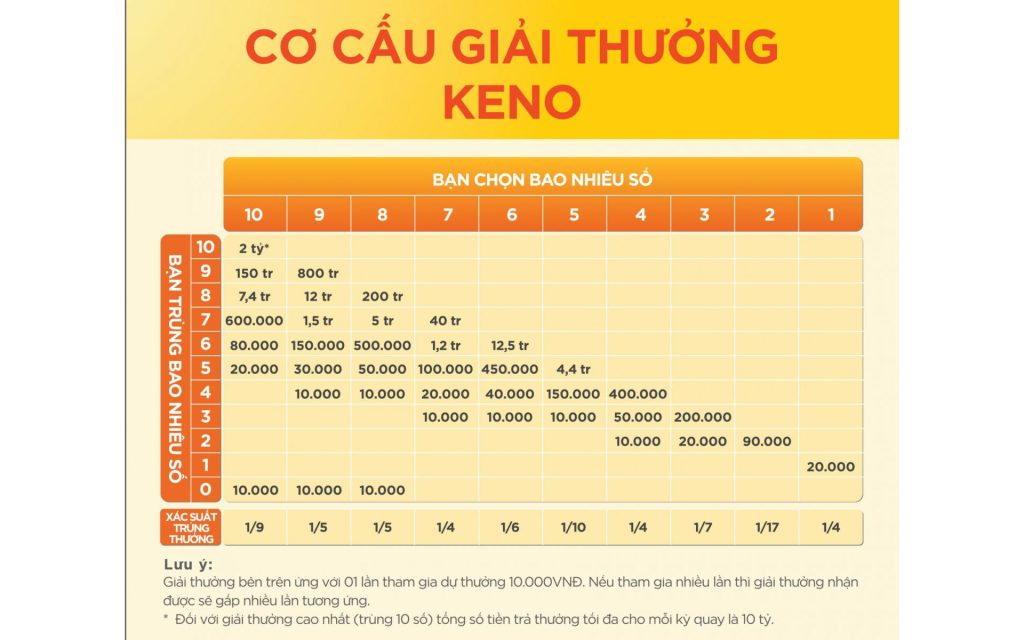 CƠ CẤU GIẢI THƯỞNG
KENO
BẠN CHỌN BAO NHIÊU SỐ
10 9 8 7 6 5 4 3 2 1
BẠN TRÚNG BAO NHIÊU SỐ
10 2 tỷ*
9 150 tr 800 tr
8 7,4 tr 12 tr 200 tr
7 600.000 1,5 tr 5 tr 40 tr
6 80.000 150.000 500.000 1,2 tr 12,5 tr
5 20.000 30.000 50.000 100.000 450.000 4,4 tr
4 10.000 10.000 20.000 40.000 150.000 400.000
3 10.000 10.000 10.000 50.000 200.000
2 10.000 20.000 90.000
1 20.000
0 10.000 10.000 10.000
XÁC SUẤT
TRÚNG
THƯỞNG
1/9 1/5 1/5 1/4 1/6 1/10 1/4 1/7 1/17 1/4
Lưu ý:
Giải thưởng bên trên ứng với 01 lần tham gia dự thưởng 10.000VNĐ. Nếu tham gia nhiều lần thì giải thưởng nhận
được sẽ gấp nhiều lần tương ứng.
* Đối với giải thưởng cao nhất (trùng 10 số) tổng số tiền trả thưởng tối đa cho mỗi kỳ quay là 10 tỷ.